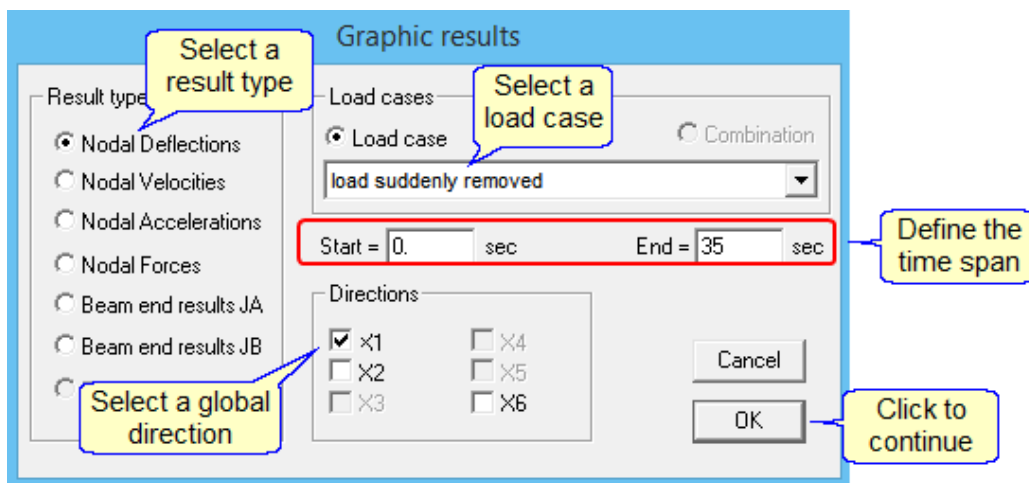 Graphic results
Select a
result type
Result type
Nodal Deflections
Nodal Velocities
Nodal Accelerations
Nodal Forces
Beam end results JA
Beam end results JB
Load cases
Select a
load case
Load case
Combination
load suddenly removed
Start = 0. sec End = 35 sec
Define the
time span
Directions
X1 X4
X2 X5
X3 X6
Select a global
direction
Cancel
OK
Click to
continue